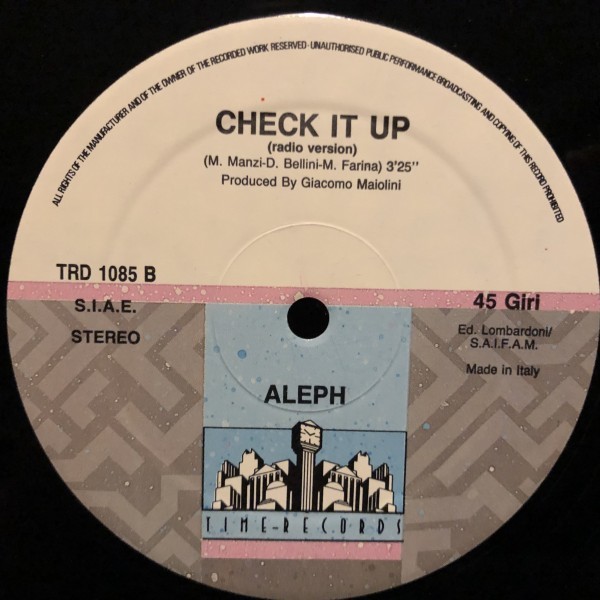 ALL RIGHTS OF THE MANUFACTURER AND OF THE OWNER OF THE RECORDED WORK RESERVED · UNAUTHORISED PUBLIC PERFORMANCE BROADCASTING AND COPYING OF THIS RECORD PROHIBITED
CHECK IT UP
(radio version)
(M. Manzi-D. Bellini-M. Farina) 3'25"
Produced By Giacomo Maiolini
TRD 1085 B
S.I.A.E.
STEREO
45 Giri
Ed. Lombardoni/
S.A.I.F.A.M.
Made in Italy
ALEPH
TIME-RECORDS